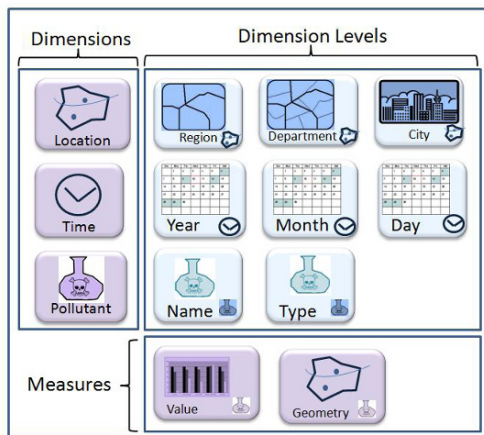 Dimensions
Dimension Levels
Location
Region
Department
City
Time
Year
Month
Day
Pollutant
Name
Type
Measures
Value
Geometry